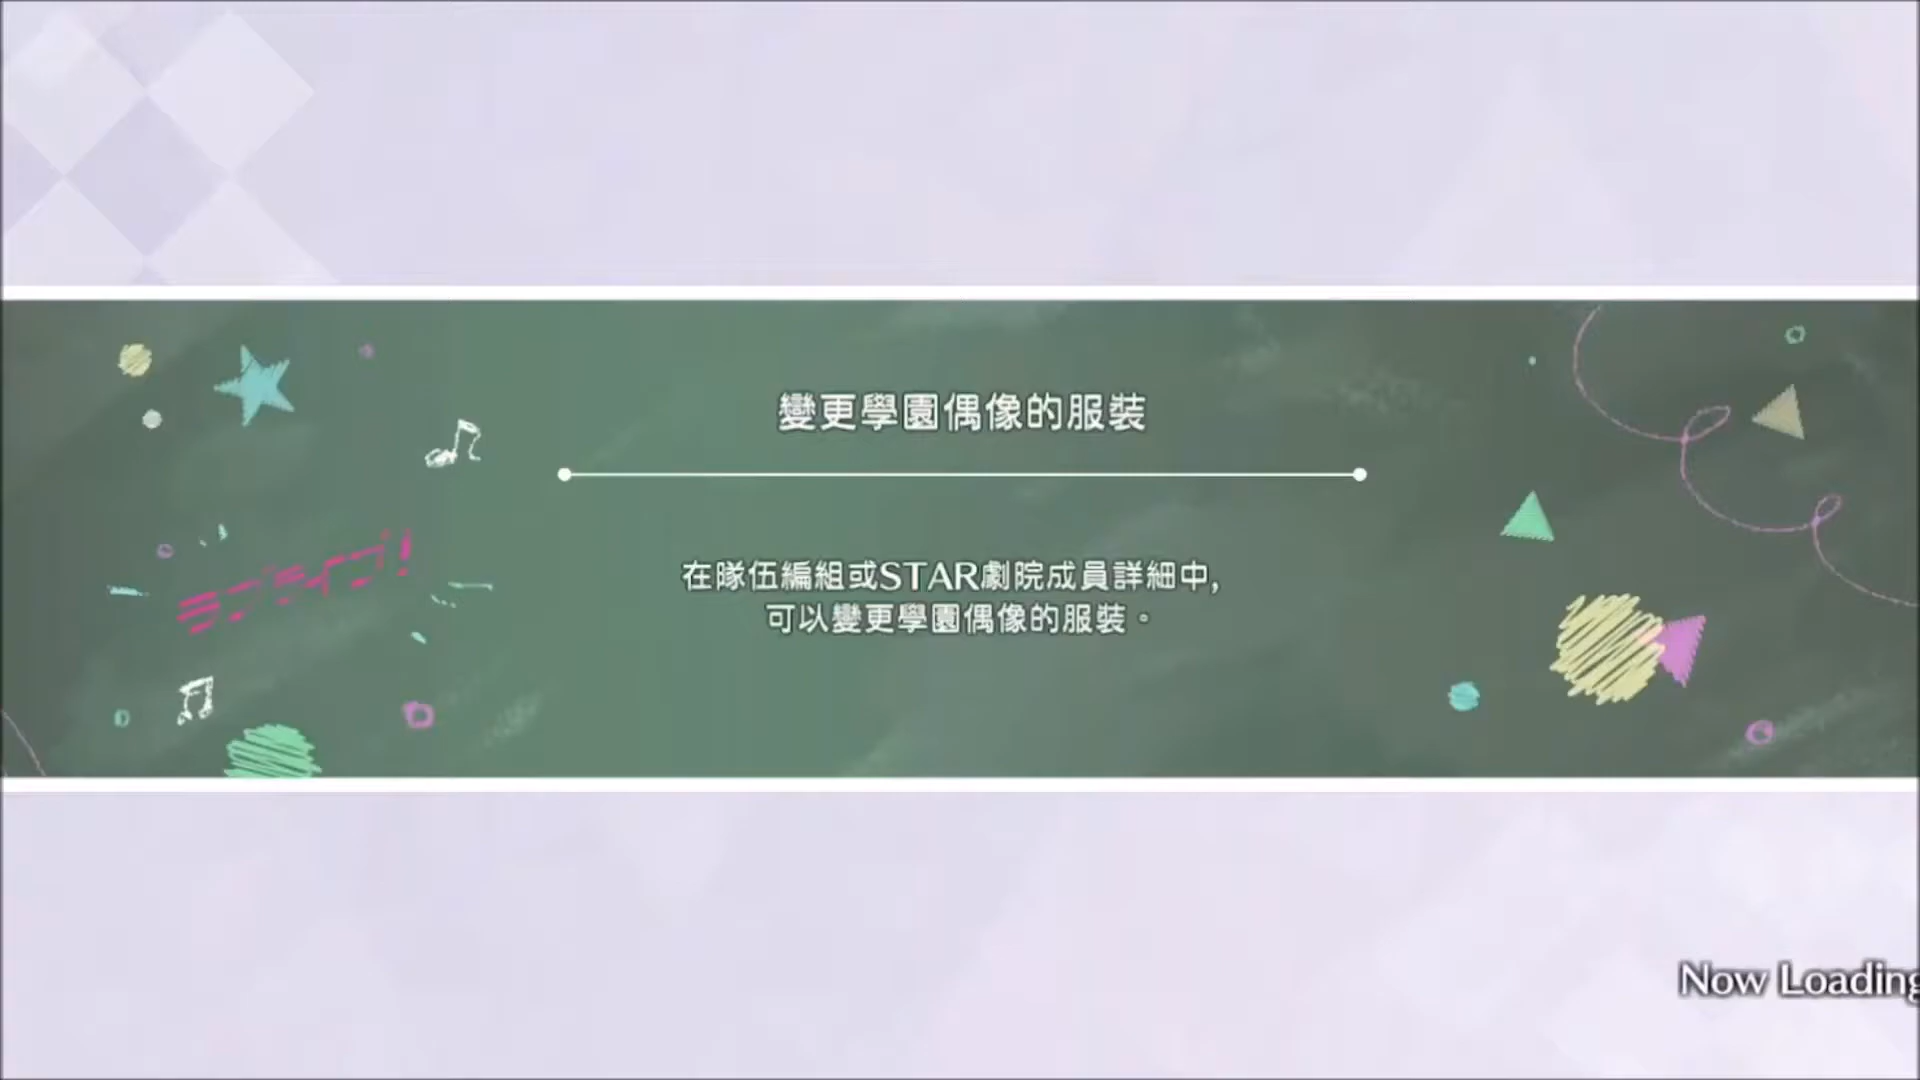 變更學園偶像的服裝
在隊伍編組或STAR劇院成員詳細中,
ラブライブ!
可以變更學園偶像的服裝。
Now Loading